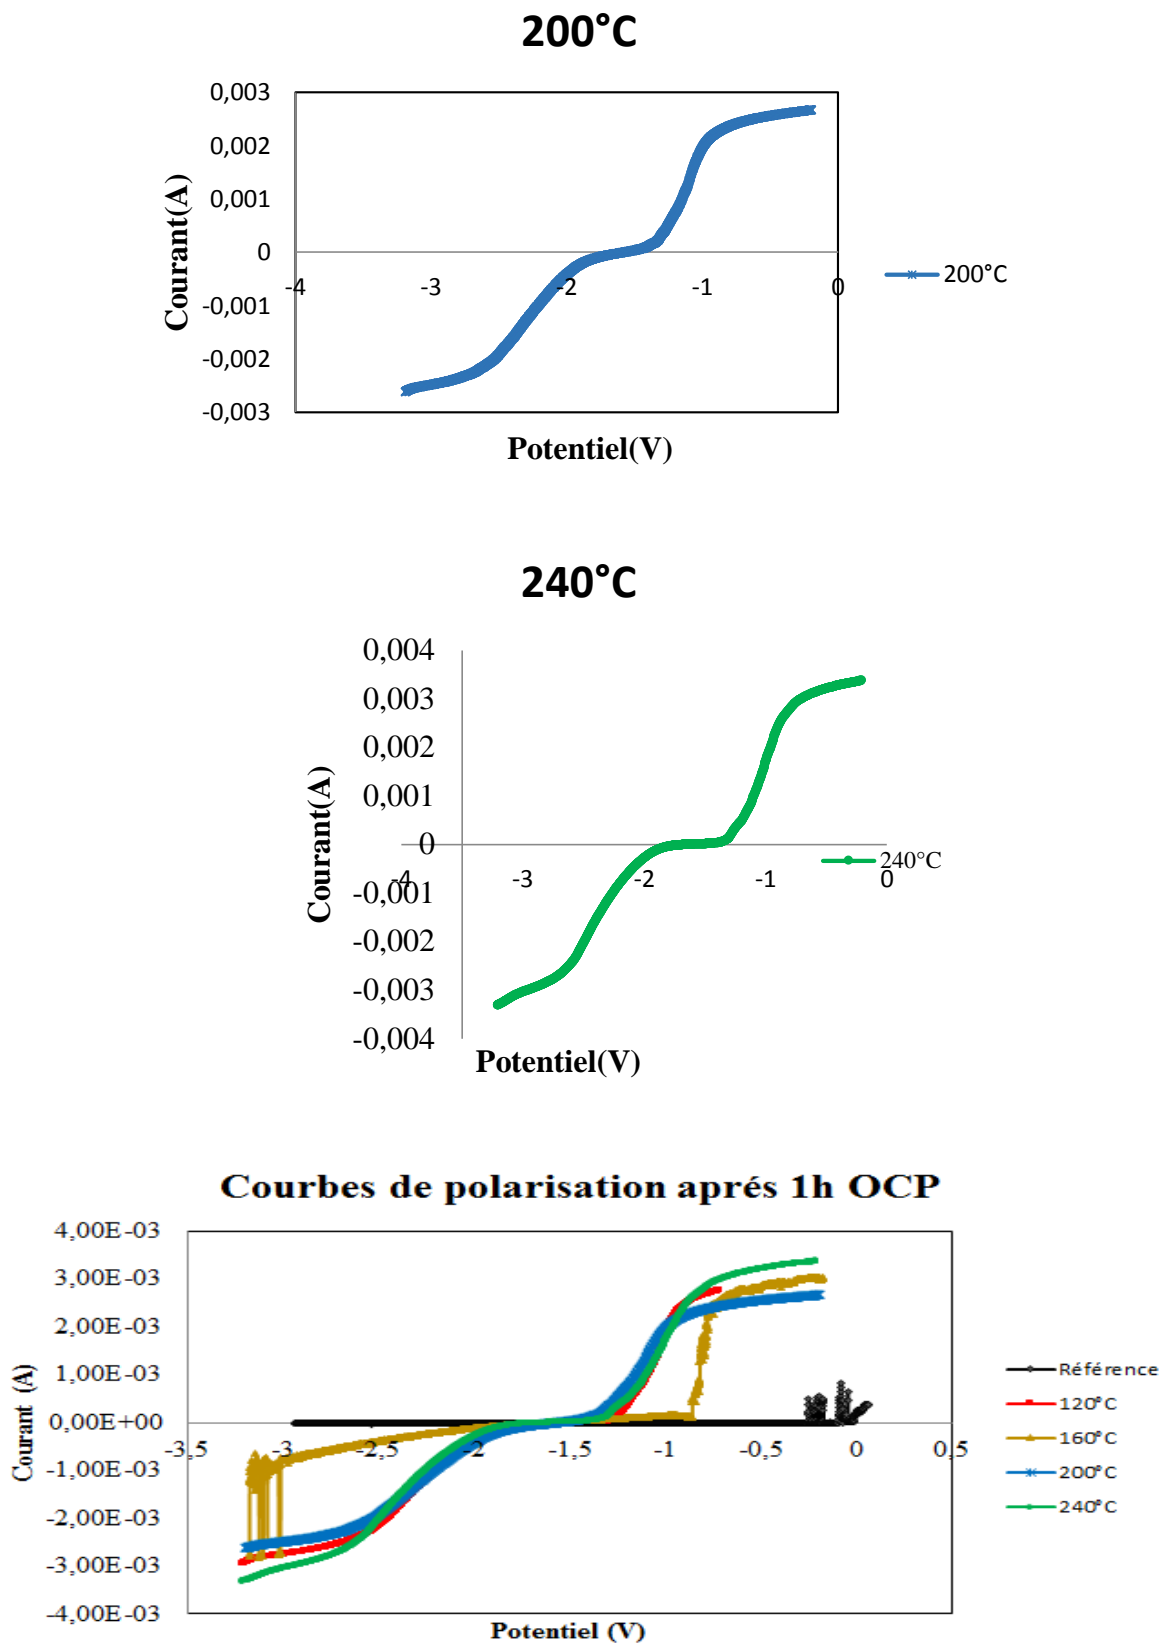 200°C
0,003
0,002
0,001
0
-0,001
-0,002
-0,003
-4
-3
-2
-1
0
Courant(A)
Potentiel(V)
200°C
240°C
0,004
0,003
0,002
0,001
0
-0,001
-0,002
-0,003
-0,004
-4
-3
-2
-1
0
Courant(A)
Potentiel(V)
240°C
Courbes de polarisation aprés 1h OCP
4,00E-03
3,00E-03
2,00E-03
1,00E-03
0,00E+00
-1,00E-03
-2,00E-03
-3,00E-03
-4,00E-03
-3,5
-3
-2,5
-2
-1,5
-1
-0,5
0
0,5
Courant (A)
Potentiel (V)
Référence
120°C
160°C
200°C
240°C